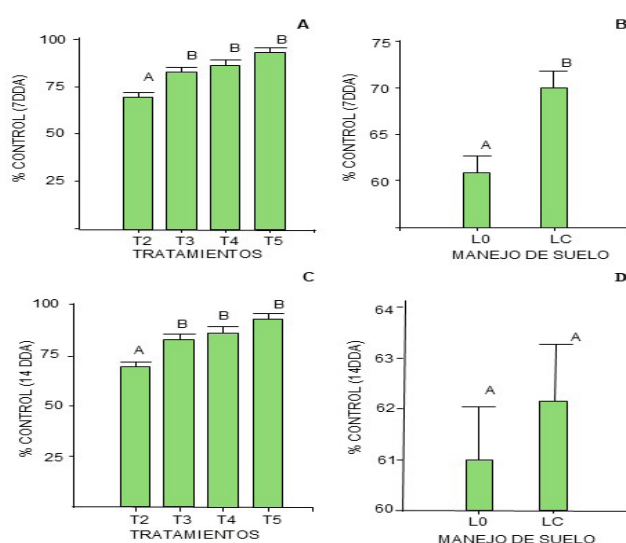 A
% CONTROL (7DDA)
100
75
50
25
A
B
B
B
T2 T3 T4 T5
TRATAMIENTOS
B
% CONTROL (7DDA)
75
70
65
60
A
B
L0 LC
MANEJO DE SUELO
C
% CONTROL (14 DDA)
100
75
50
25
A
B
B
B
T2 T3 T4 T5
TRATAMIENTOS
D
% CONTROL (14DDA)
64
63
62
61
60
A
A
L0 LC
MANEJO DE SUELO